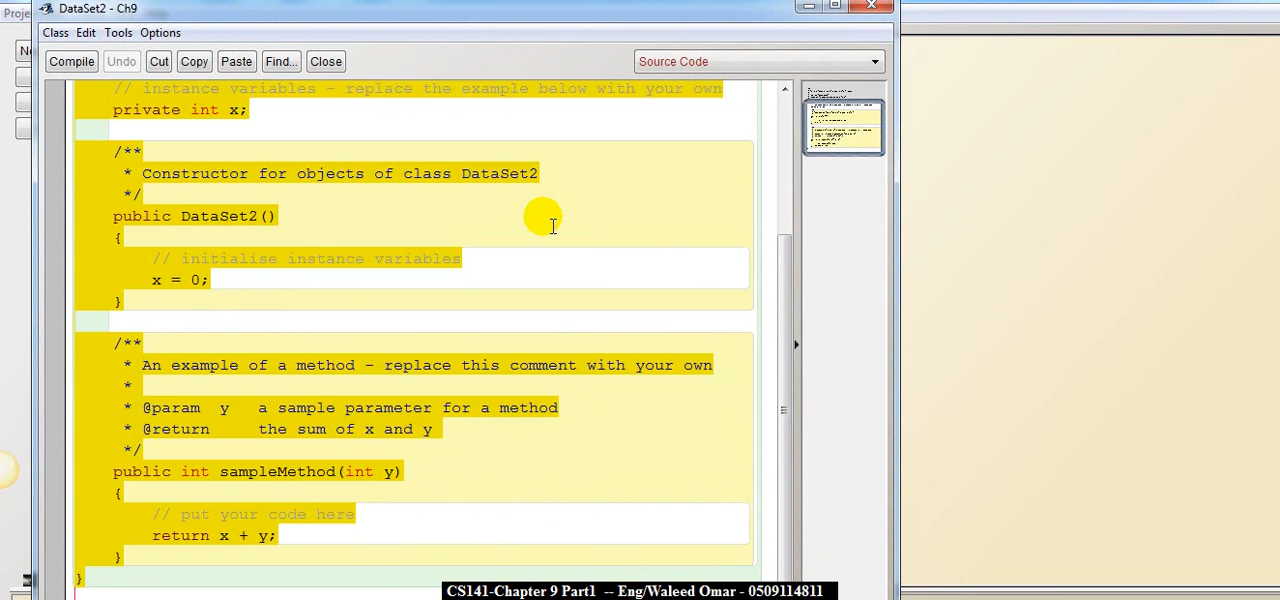 DataSet2 - Ch9
Proje
Class Edit Tools Options
Compile Undo Cut Copy Paste Find... Close Source Code
// instance variables - replace the example below with your own
private int x;
/**
* Constructor for objects of class DataSet2
*/
public DataSet2()
{
// initialise instance variables
x = 0;
}
/**
* An example of a method - replace this comment with your own
*
* @param y a sample parameter for a method
* @return the sum of x and y
*/
public int sampleMethod(int y)
{
// put your code here
return x + y;
}
}
CS141-Chapter 9 Part1 -- Eng/Waleed Omar - 0509114811